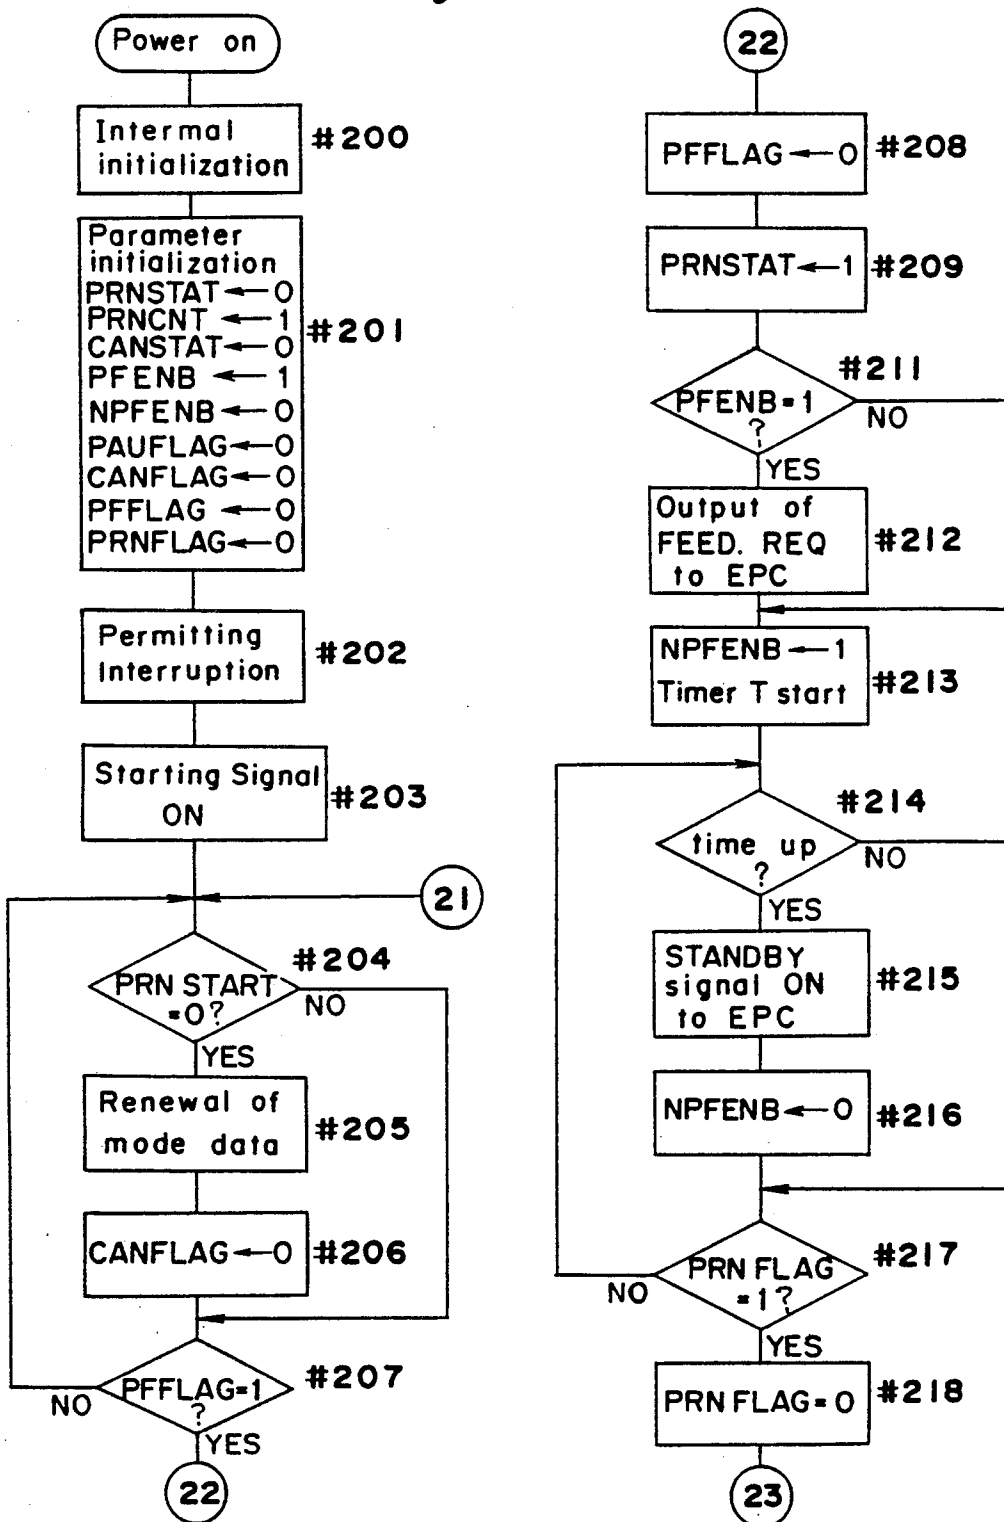 Power on
Intermal
initialization
#200
Parameter
initialization
PRNSTAT←0
PRNCNT ←1
CANSTAT←0
PFENB ←1
NPFENB←0
PAUFLAG←0
CANFLAG←0
PFFLAG ←0
PRNFLAG←0
#201
Permitting
Interruption
#202
Starting Signal
ON
#203
21
#204
PRN START
=0?
NO
YES
Renewal of
mode data
#205
CANFLAG←0
#206
PFFLAG=1
?
#207
NO
YES
22
22
PFFLAG←0
#208
PRNSTAT←1
#209
#211
PFENB=1
?
NO
YES
Output of
FEED. REQ
to EPC
#212
NPFENB←1
Timer T start
#213
#214
time up
?
NO
YES
STANDBY
signal ON
to EPC
#215
NPFENB←0
#216
PRN FLAG
=1?
#217
NO
YES
PRN FLAG=0
#218
23